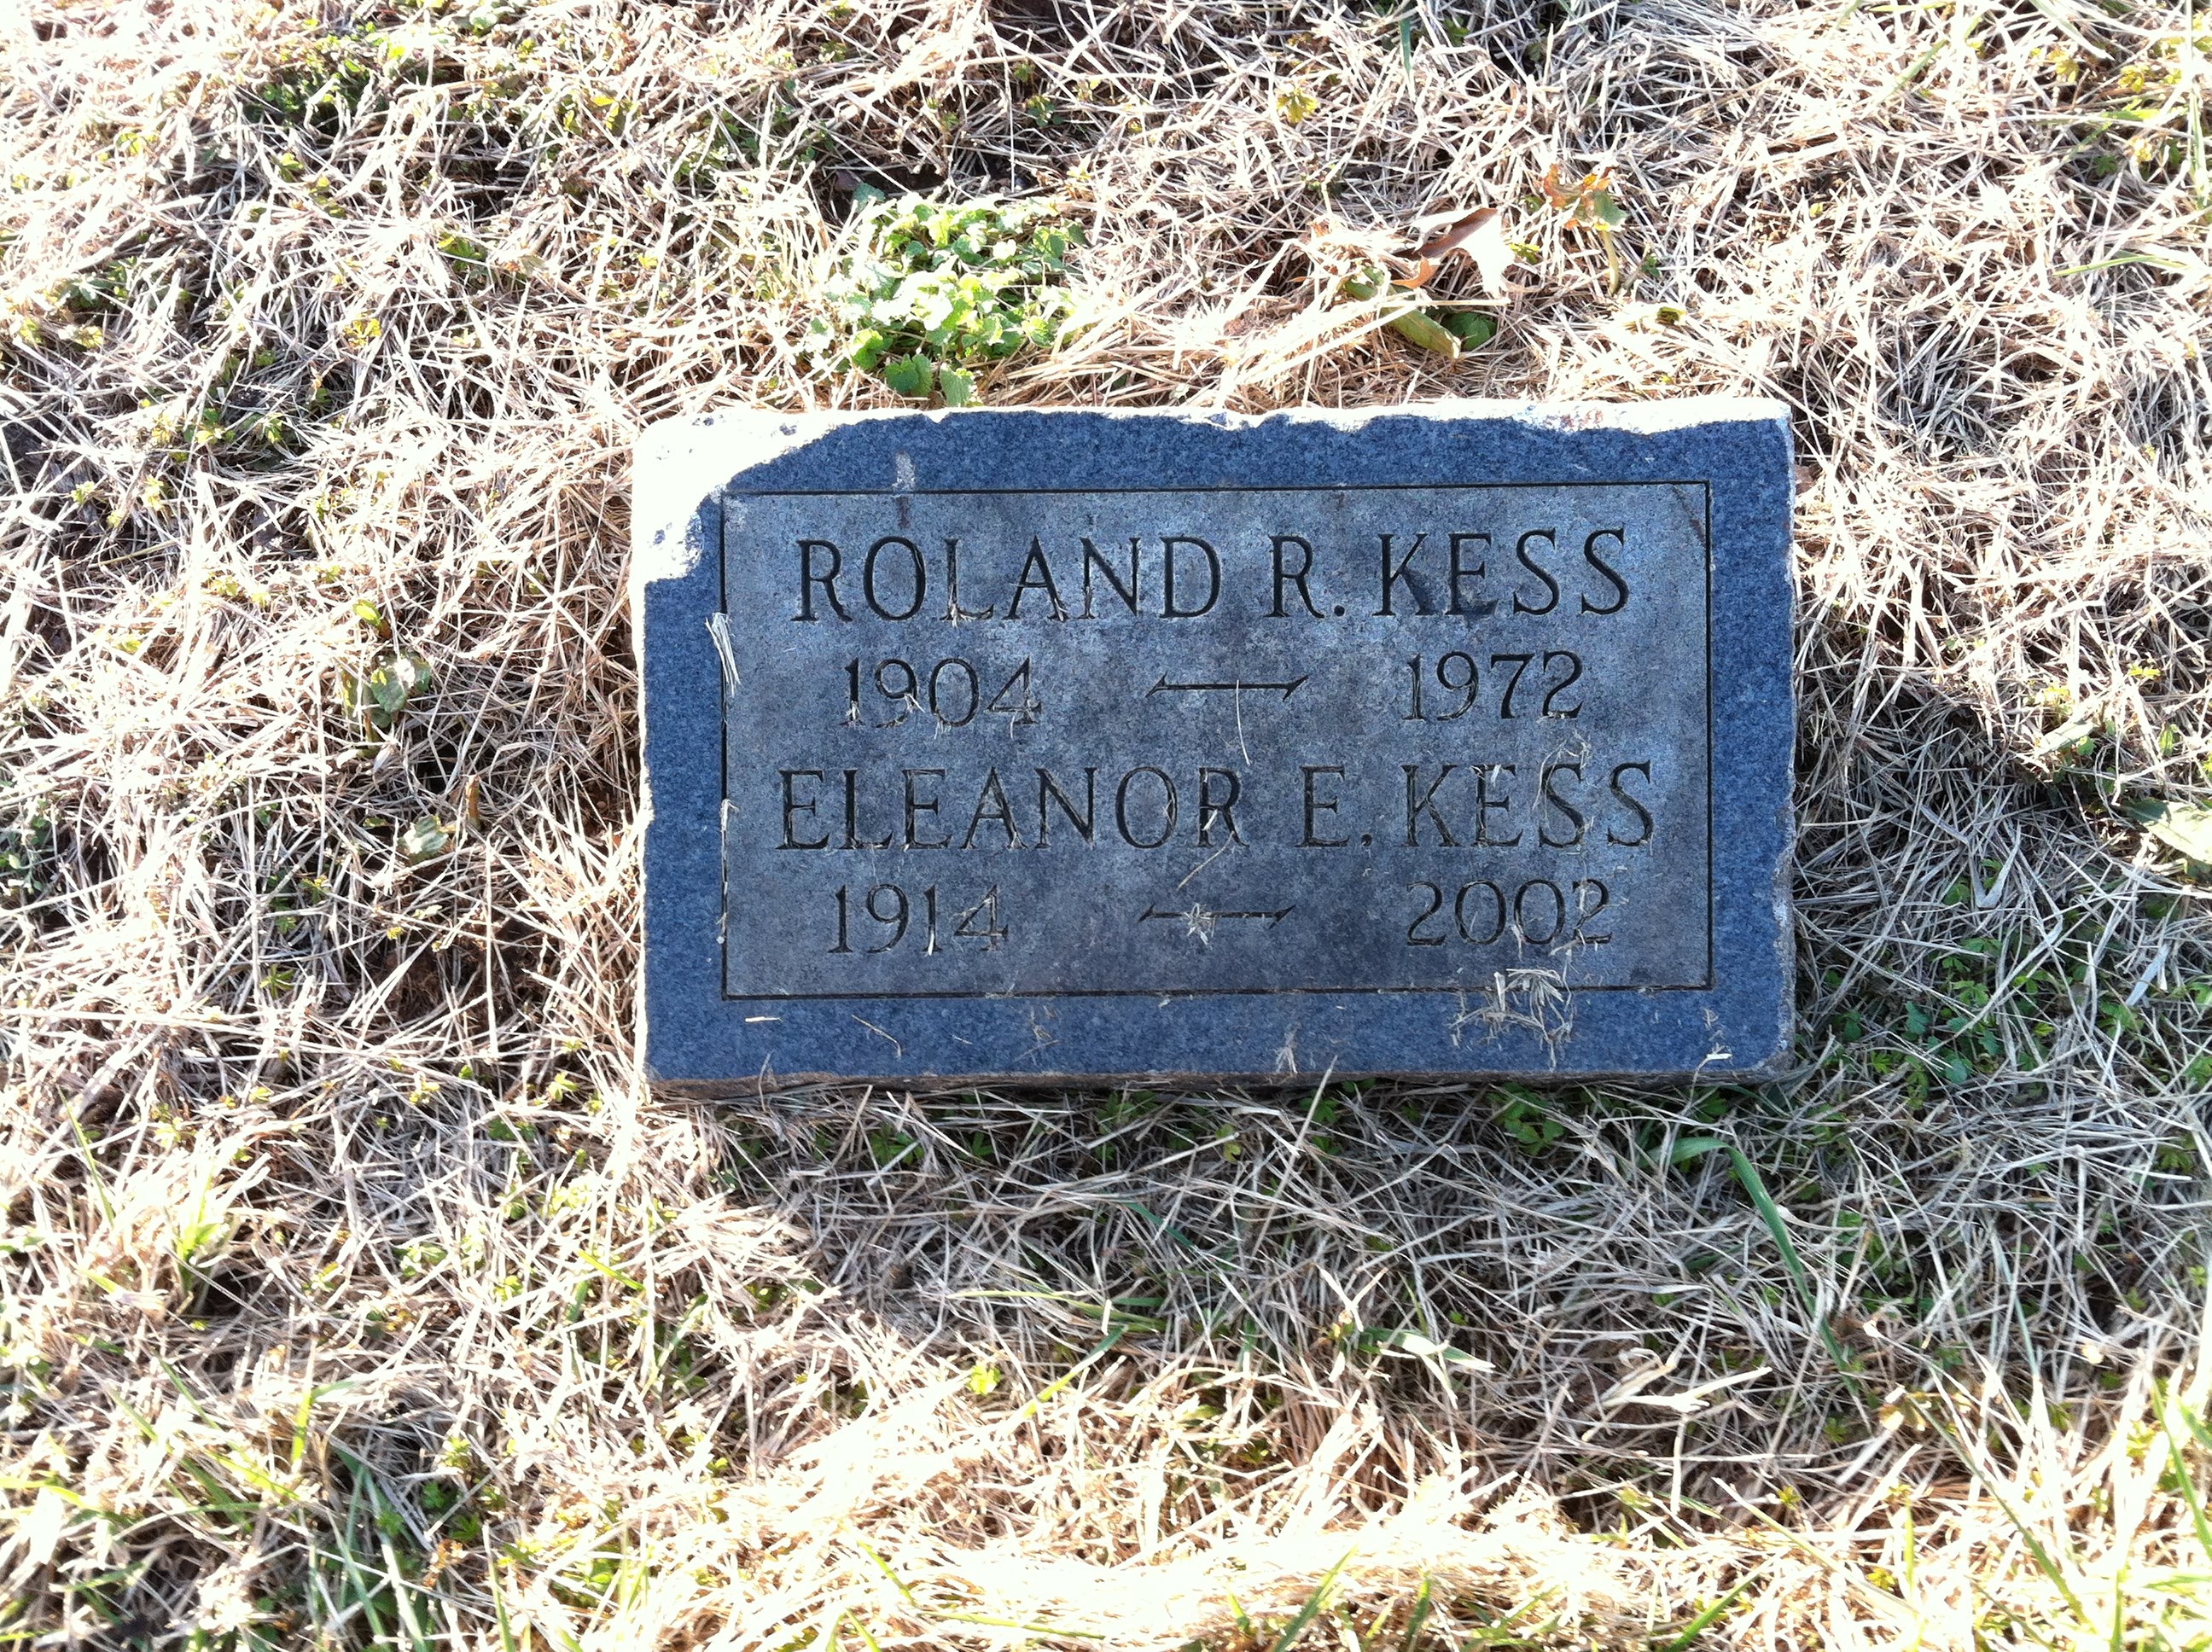 ROLAND R. KESS
1904 — 1972
ELEANOR E. KESS
1914 — 2002